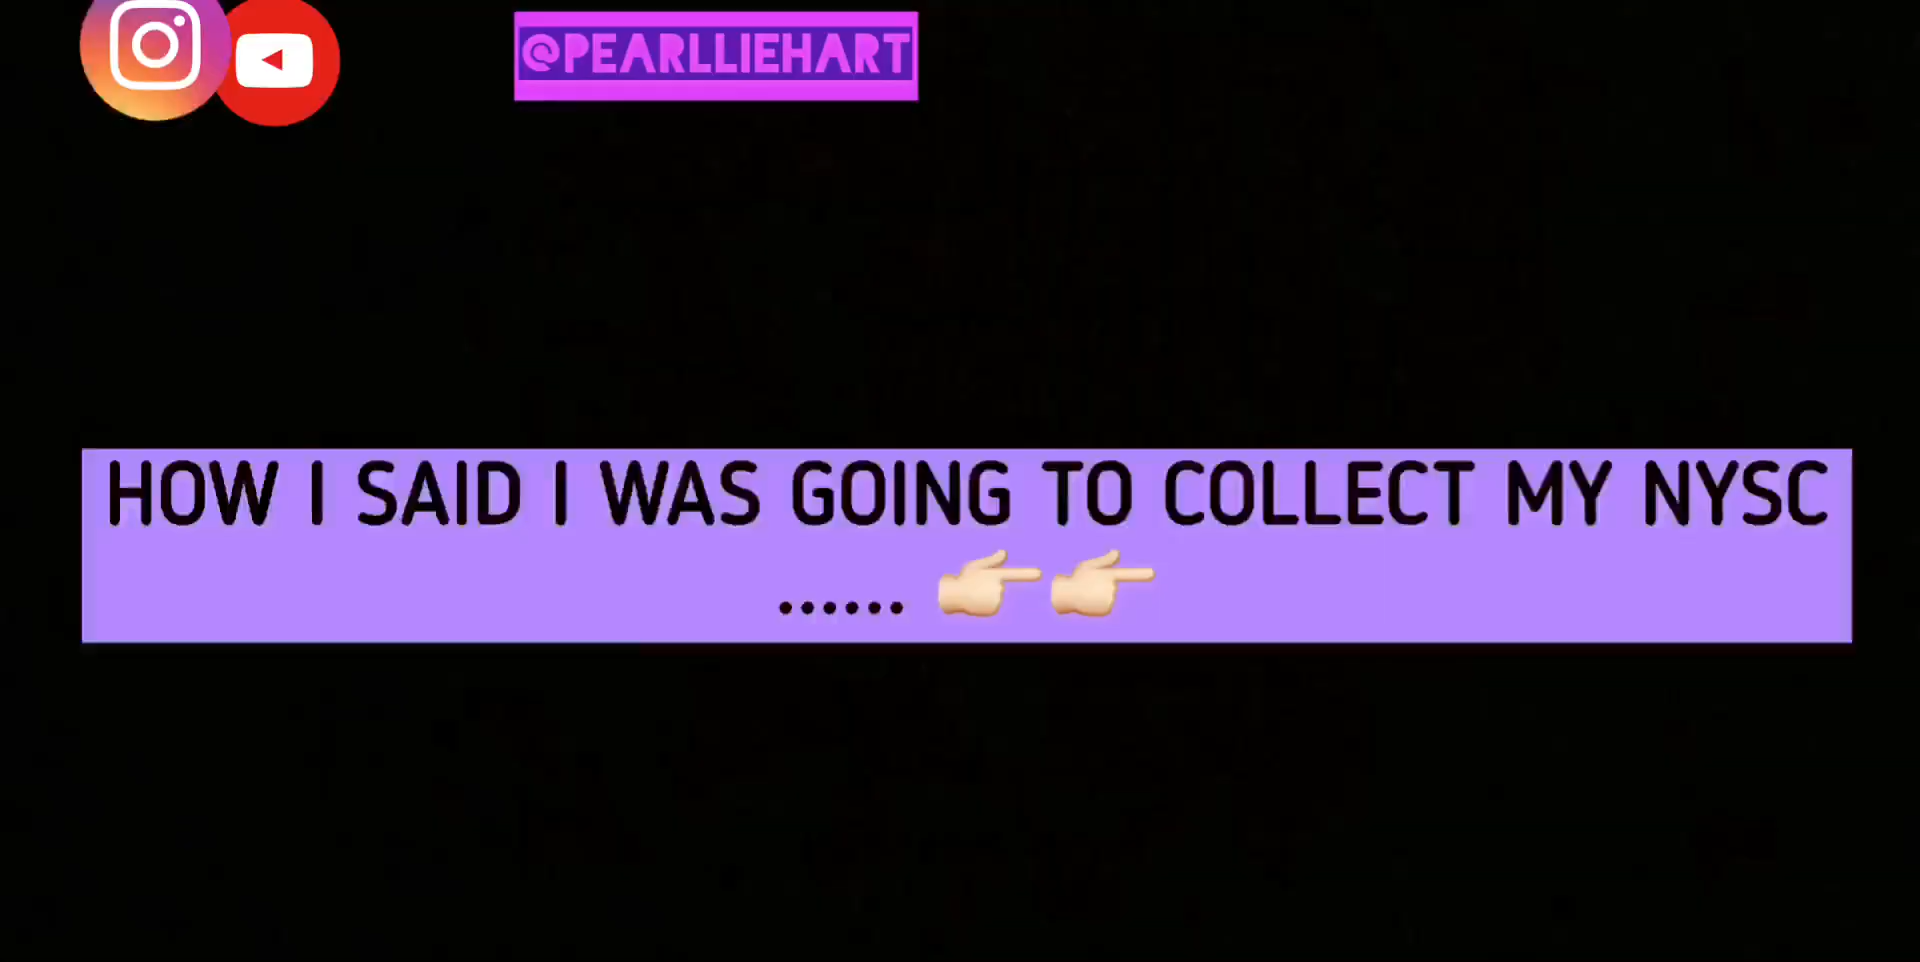 @PEARLLIEHART
HOW I SAID I WAS GOING TO COLLECT MY NYSC
...... 👉🏻👉🏻